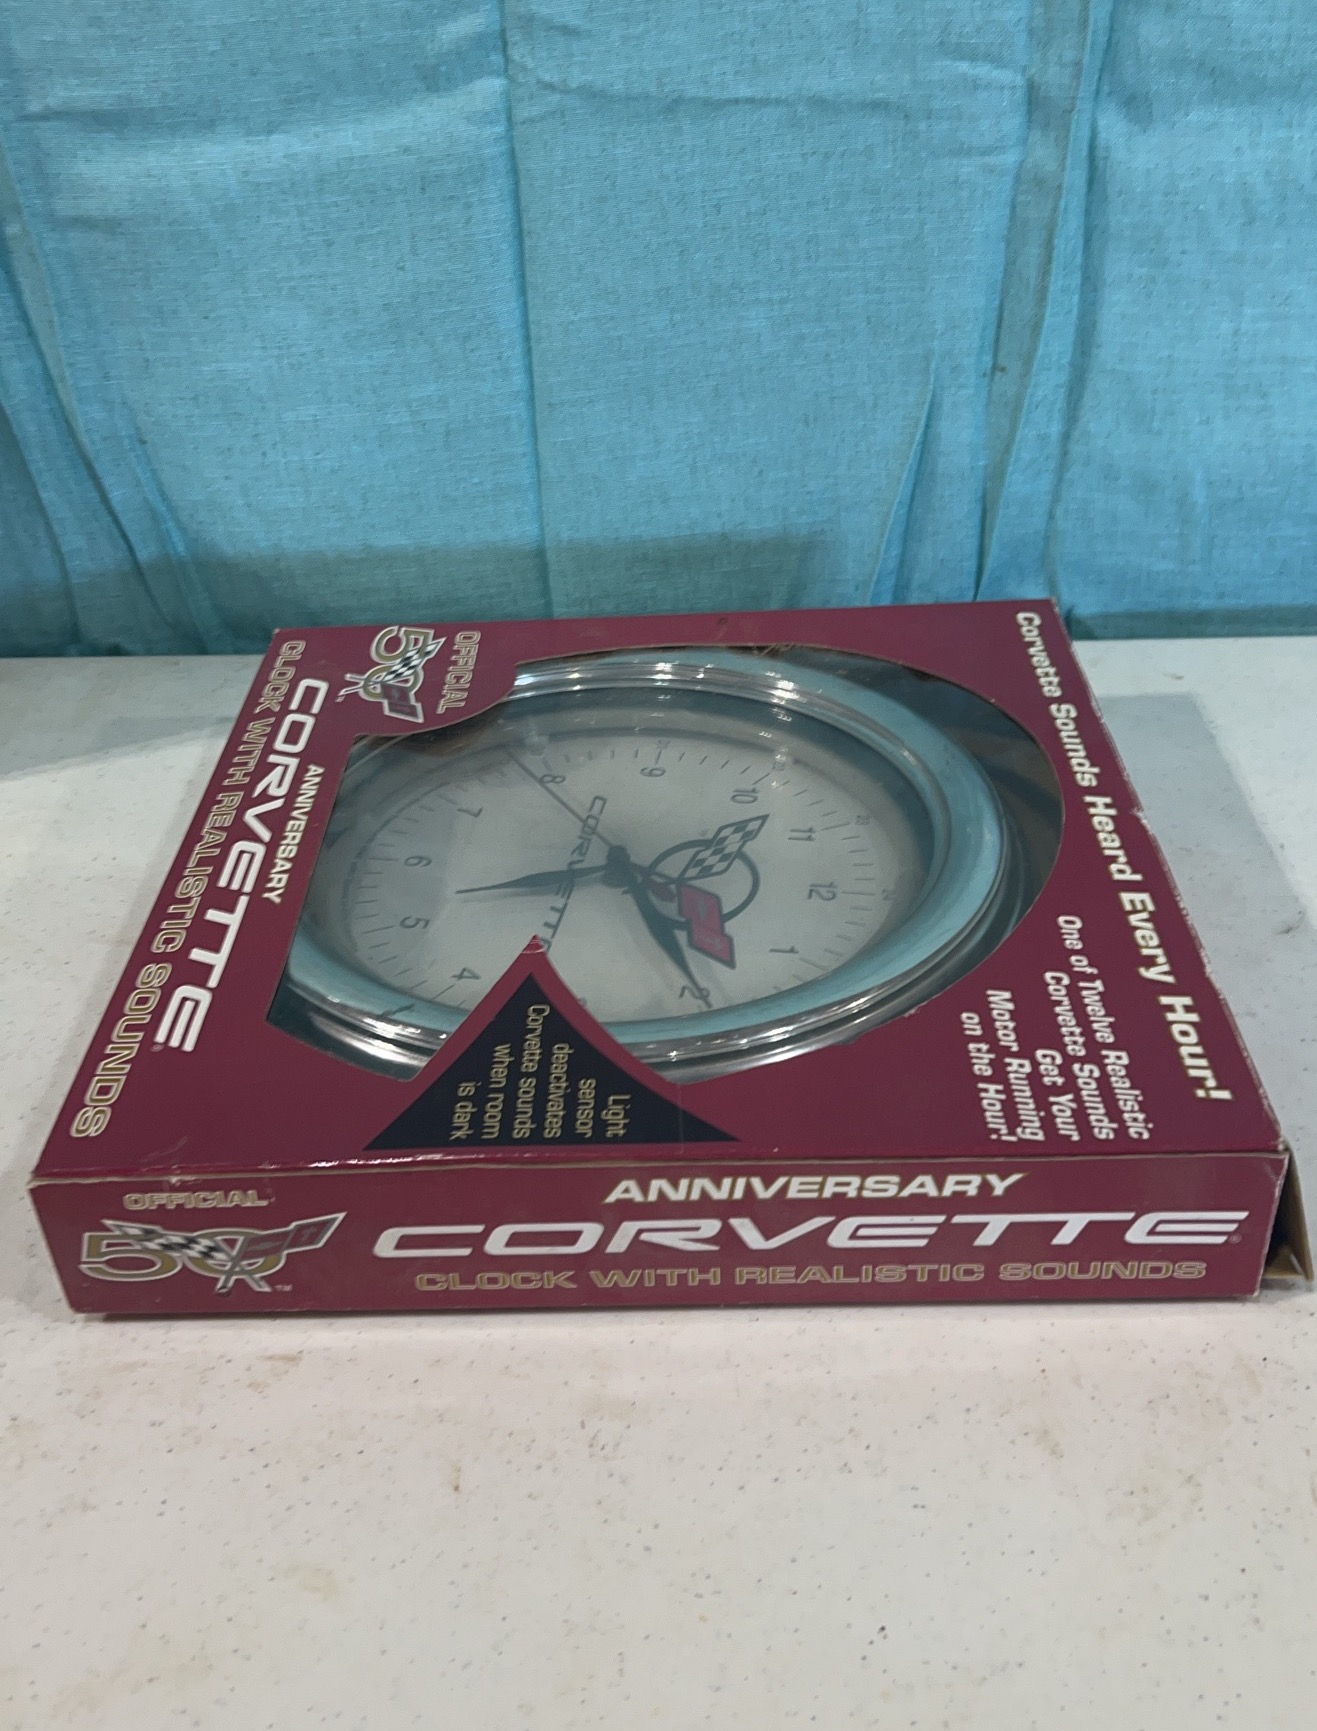 Corvette Sounds Heard Every Hour!
One of Twelve Realistic
Corvette Sounds
Get Your
Motor Running
on the Hour!
OFFICIAL
50
™
ANNIVERSARY
CORVETTE®
CLOCK WITH REALISTIC SOUNDS
12
1
2
4
5
6
7
8
9
10
11
CORVETTE
Light
sensor
deactivates
Corvette sounds
when room
is dark
OFFICIAL
50
™
ANNIVERSARY
CORVETTE®
CLOCK WITH REALISTIC SOUNDS